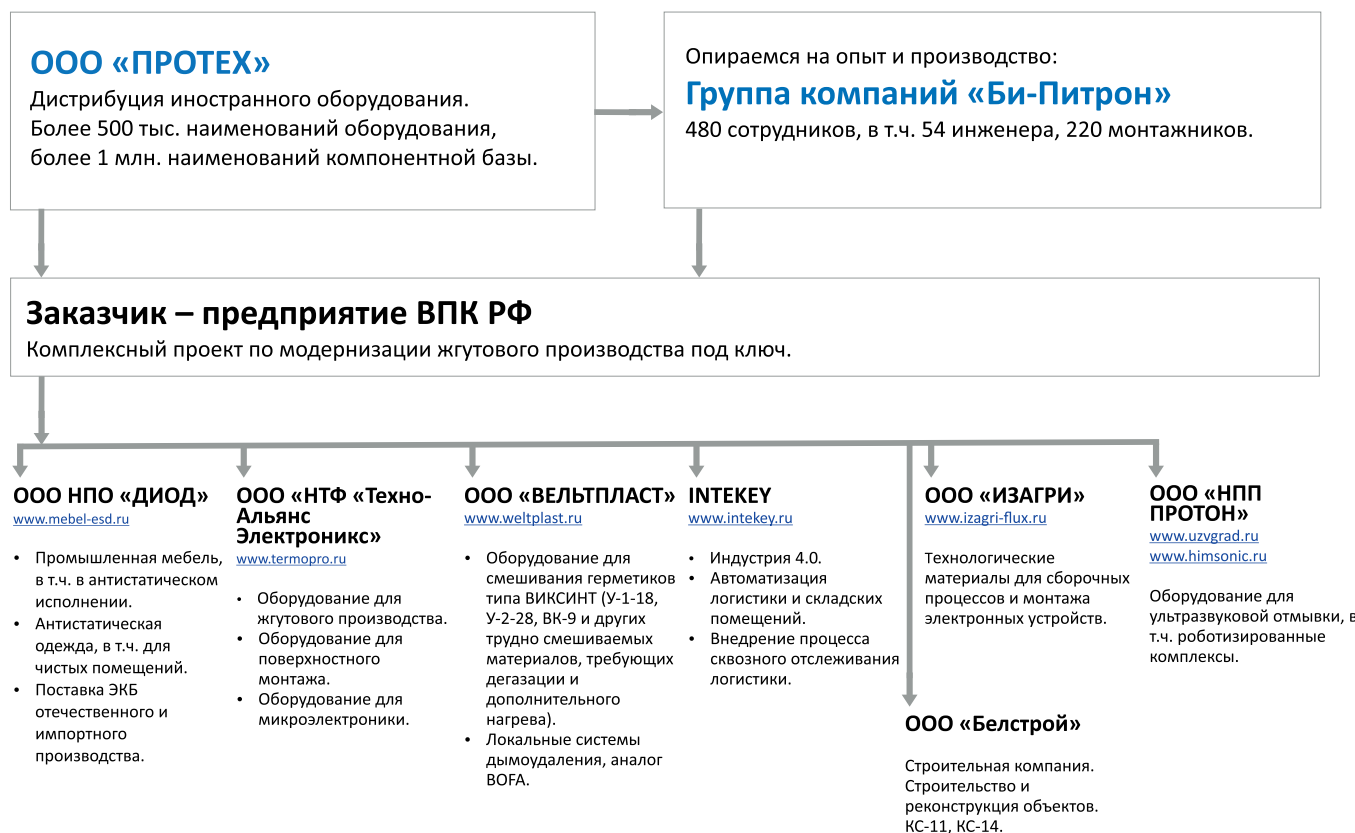 ООО «ПРОТЕХ»
Дистрибуция иностранного оборудования.
Более 500 тыс. наименований оборудования,
более 1 млн. наименований компонентной базы.
Опираемся на опыт и производство:
Группа компаний «Би-Питрон»
480 сотрудников, в т.ч. 54 инженера, 220 монтажников.
Заказчик – предприятие ВПК РФ
Комплексный проект по модернизации жгутового производства под ключ.
ООО НПО «ДИОД»
www.mebel-esd.ru
• Промышленная мебель,
в т.ч. в антистатическом
исполнении.
• Антистатическая
одежда, в т.ч. для
чистых помещений.
• Поставка ЭКБ
отечественного и
импортного
производства.
ООО «НТФ «Техно-
Альянс
Электроникс»
www.termopro.ru
• Оборудование для
жгутового производства.
• Оборудование для
поверхностного
монтажа.
• Оборудование для
микроэлектроники.
ООО «ВЕЛЬТПЛАСТ»
www.weltplast.ru
• Оборудование для
смешивания герметиков
типа ВИКСИНТ (У-1-18,
У-2-28, ВК-9 и других
трудно смешиваемых
материалов, требующих
дегазации и
дополнительного
нагрева).
• Локальные системы
дымоудаления, аналог
BOFA.
INTEKEY
www.intekey.ru
• Индустрия 4.0.
• Автоматизация
логистики и складских
помещений.
• Внедрение процесса
сквозного отслеживания
логистики.
ООО «Белстрой»
Строительная компания.
Строительство и
реконструкция объектов.
КС-11, КС-14.
ООО «ИЗАГРИ»
www.izagri-flux.ru
Технологические
материалы для сборочных
процессов и монтажа
электронных устройств.
ООО «НПП
ПРОТОН»
www.uzvgrad.ru
www.himsonic.ru
Оборудование для
ультразвуковой отмывки, в
т.ч. роботизированные
комплексы.